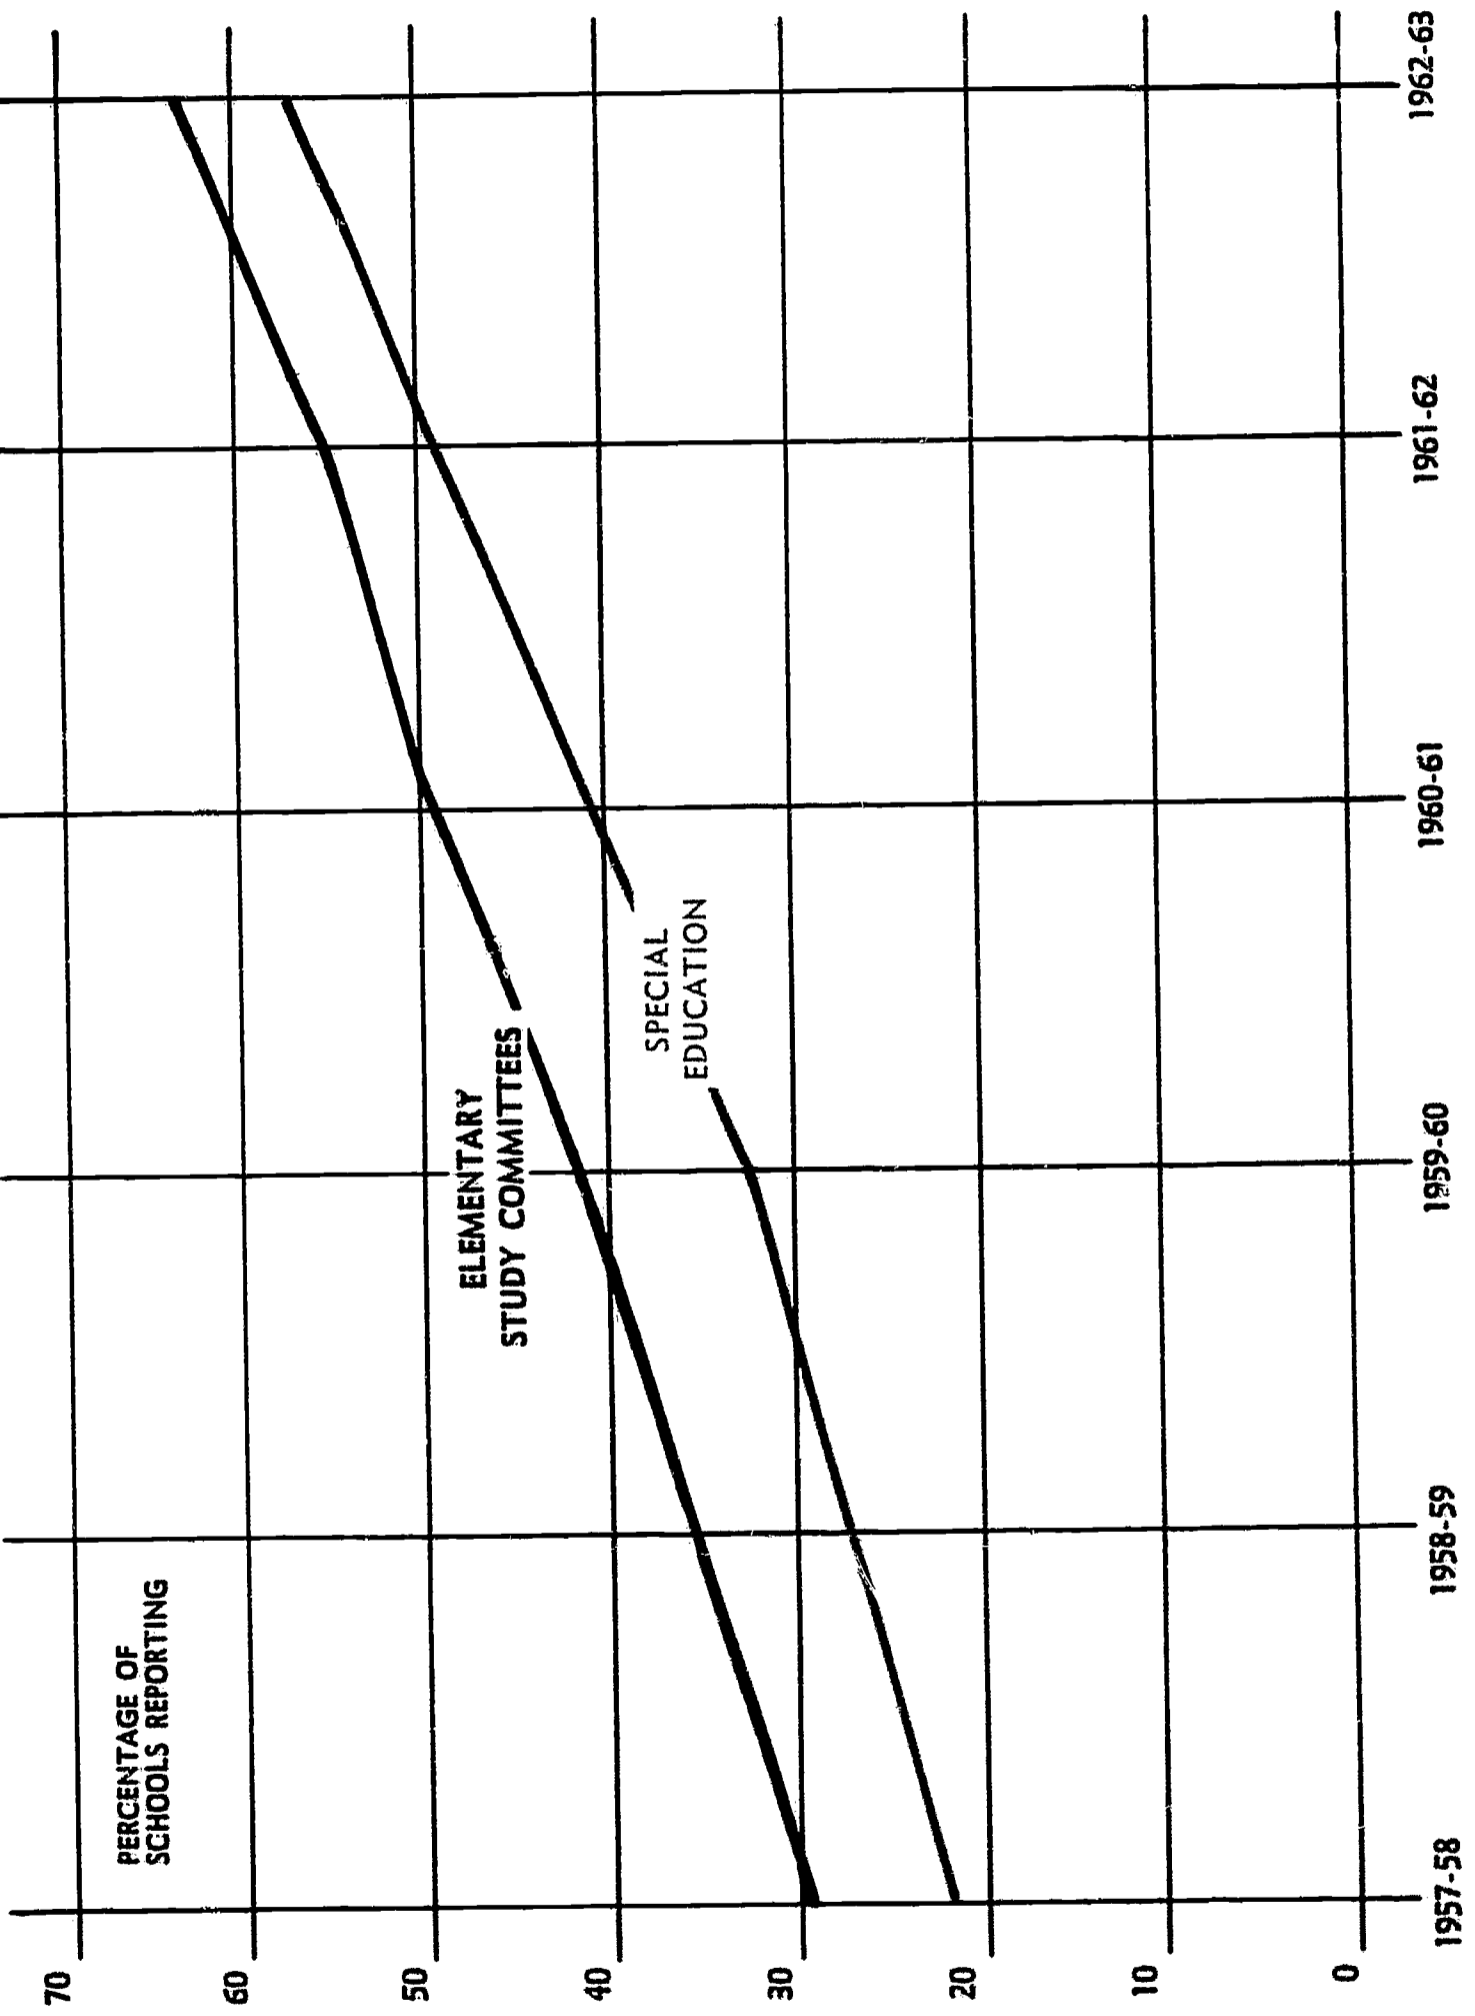 PERCENTAGE OF
SCHOOLS REPORTING
70
60
50
40
30
20
10
0
ELEMENTARY
STUDY COMMITTEES
SPECIAL
EDUCATION
1957-58
1958-59
1959-60
1960-61
1961-62
1962-63